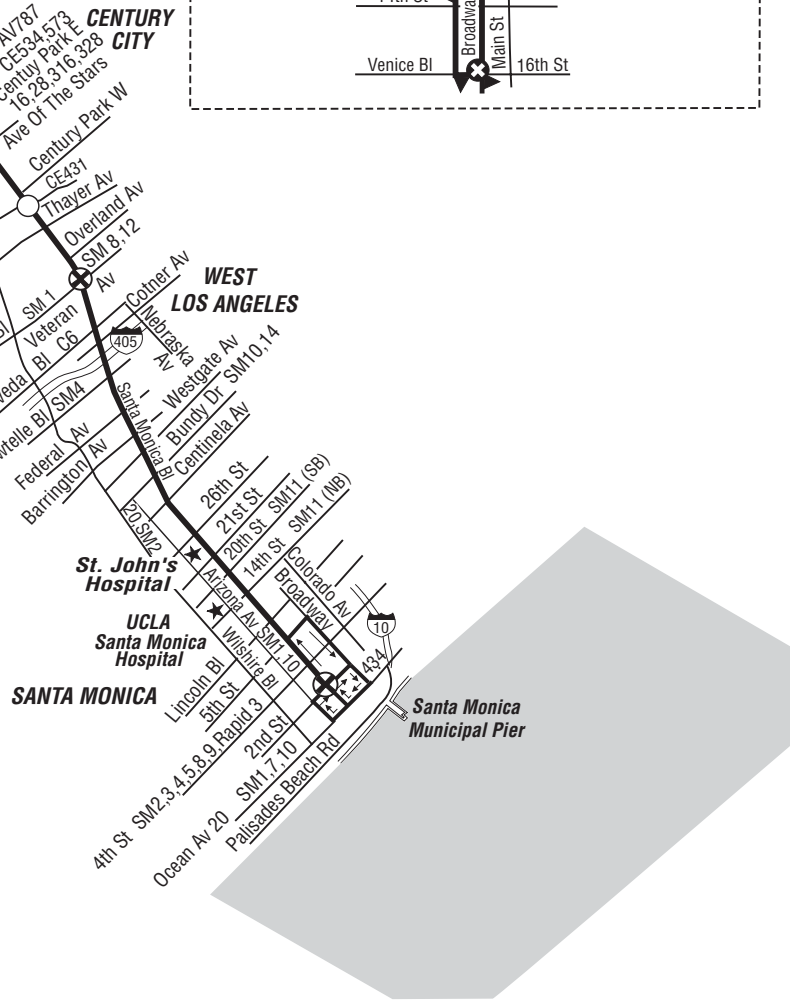 AV787
CE534,573
Century Park E
16,28,316,328
Ave Of The Stars
CENTURY
CITY
Broadway
Main St
Venice Bl
16th St
Century Park W
CE431
Thayer Av
Overland Av
SM 8,12
SM 1
Veteran Av
Cotner Av
WEST
LOS ANGELES
Bl C6
405
Nebraska Av
SM4
Santa Monica Bl
Westgate Av
Bundy Dr SM10,14
Centinela Av
Federal Av
Barrington Av
20,SM2
26th St
21st St
20th St SM11 (SB)
14th St SM11 (NB)
St. John's
Hospital
Colorado Av
Broadway
Arizona Av SM1,10
10
UCLA
Santa Monica
Hospital
Wilshire Bl
434
Lincoln Bl
5th St
SANTA MONICA
4th St SM2,3,4,5,8,9,Rapid 3
2nd St
SM1,7,10
Ocean Av 20
Palisades Beach Rd
Santa Monica
Municipal Pier